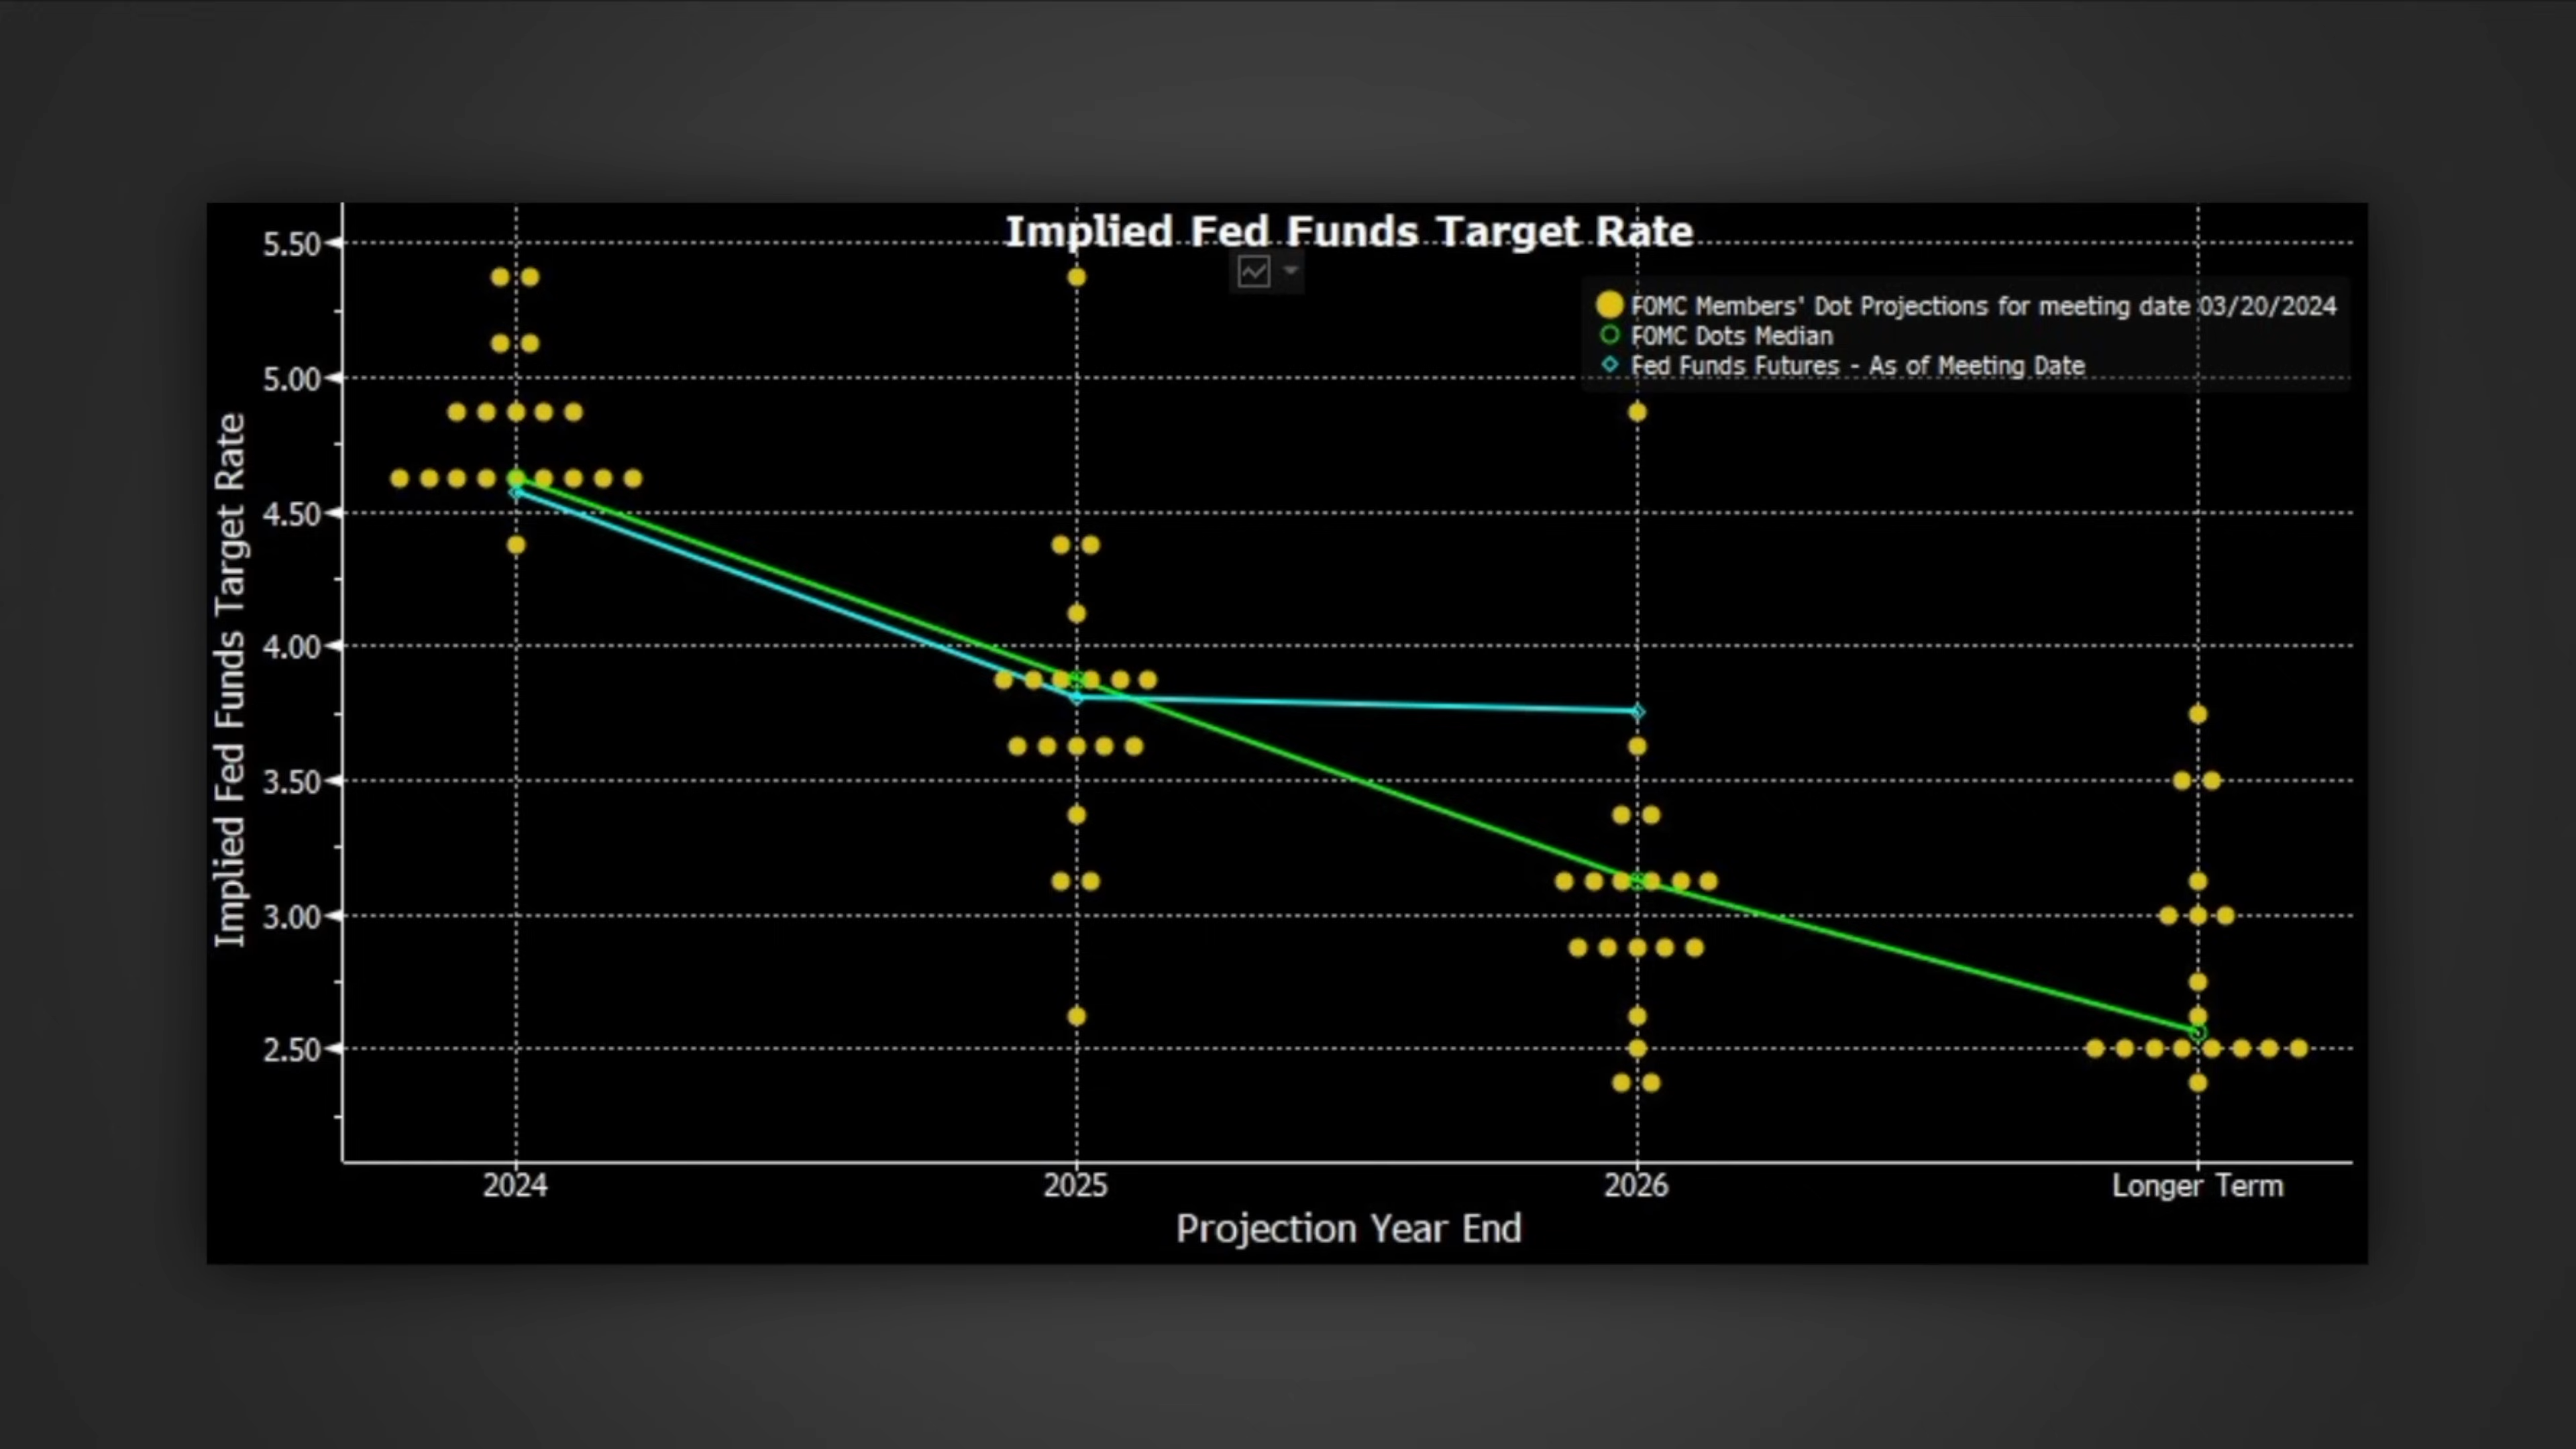 Implied Fed Funds Target Rate
FOMC Members' Dot Projections for meeting date 03/20/2024
FOMC Dots Median
Fed Funds Futures - As of Meeting Date
Implied Fed Funds Target Rate
5.50
5.00
4.50
4.00
3.50
3.00
2.50
2024
2025
2026
Longer Term
Projection Year End